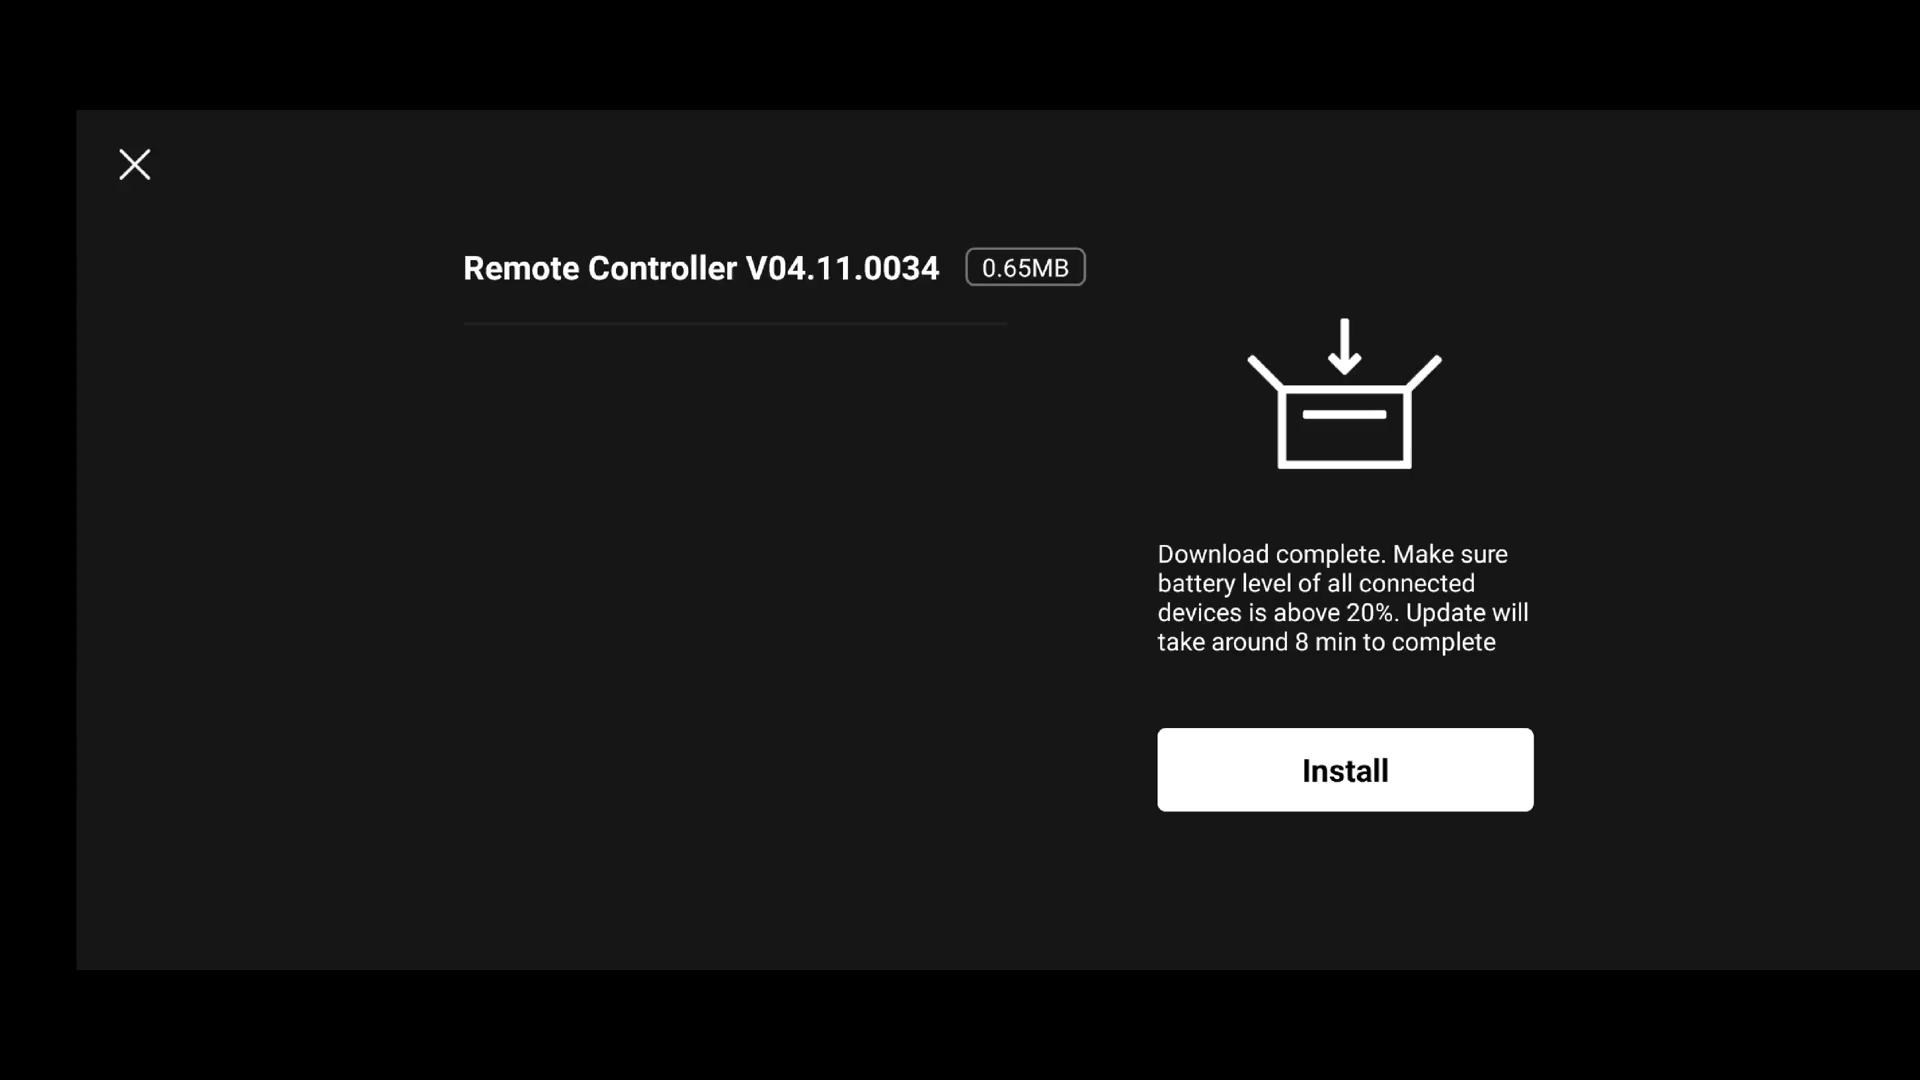 Remote Controller V04.11.0034 0.65MB
Download complete. Make sure
battery level of all connected
devices is above 20%. Update will
take around 8 min to complete
Install